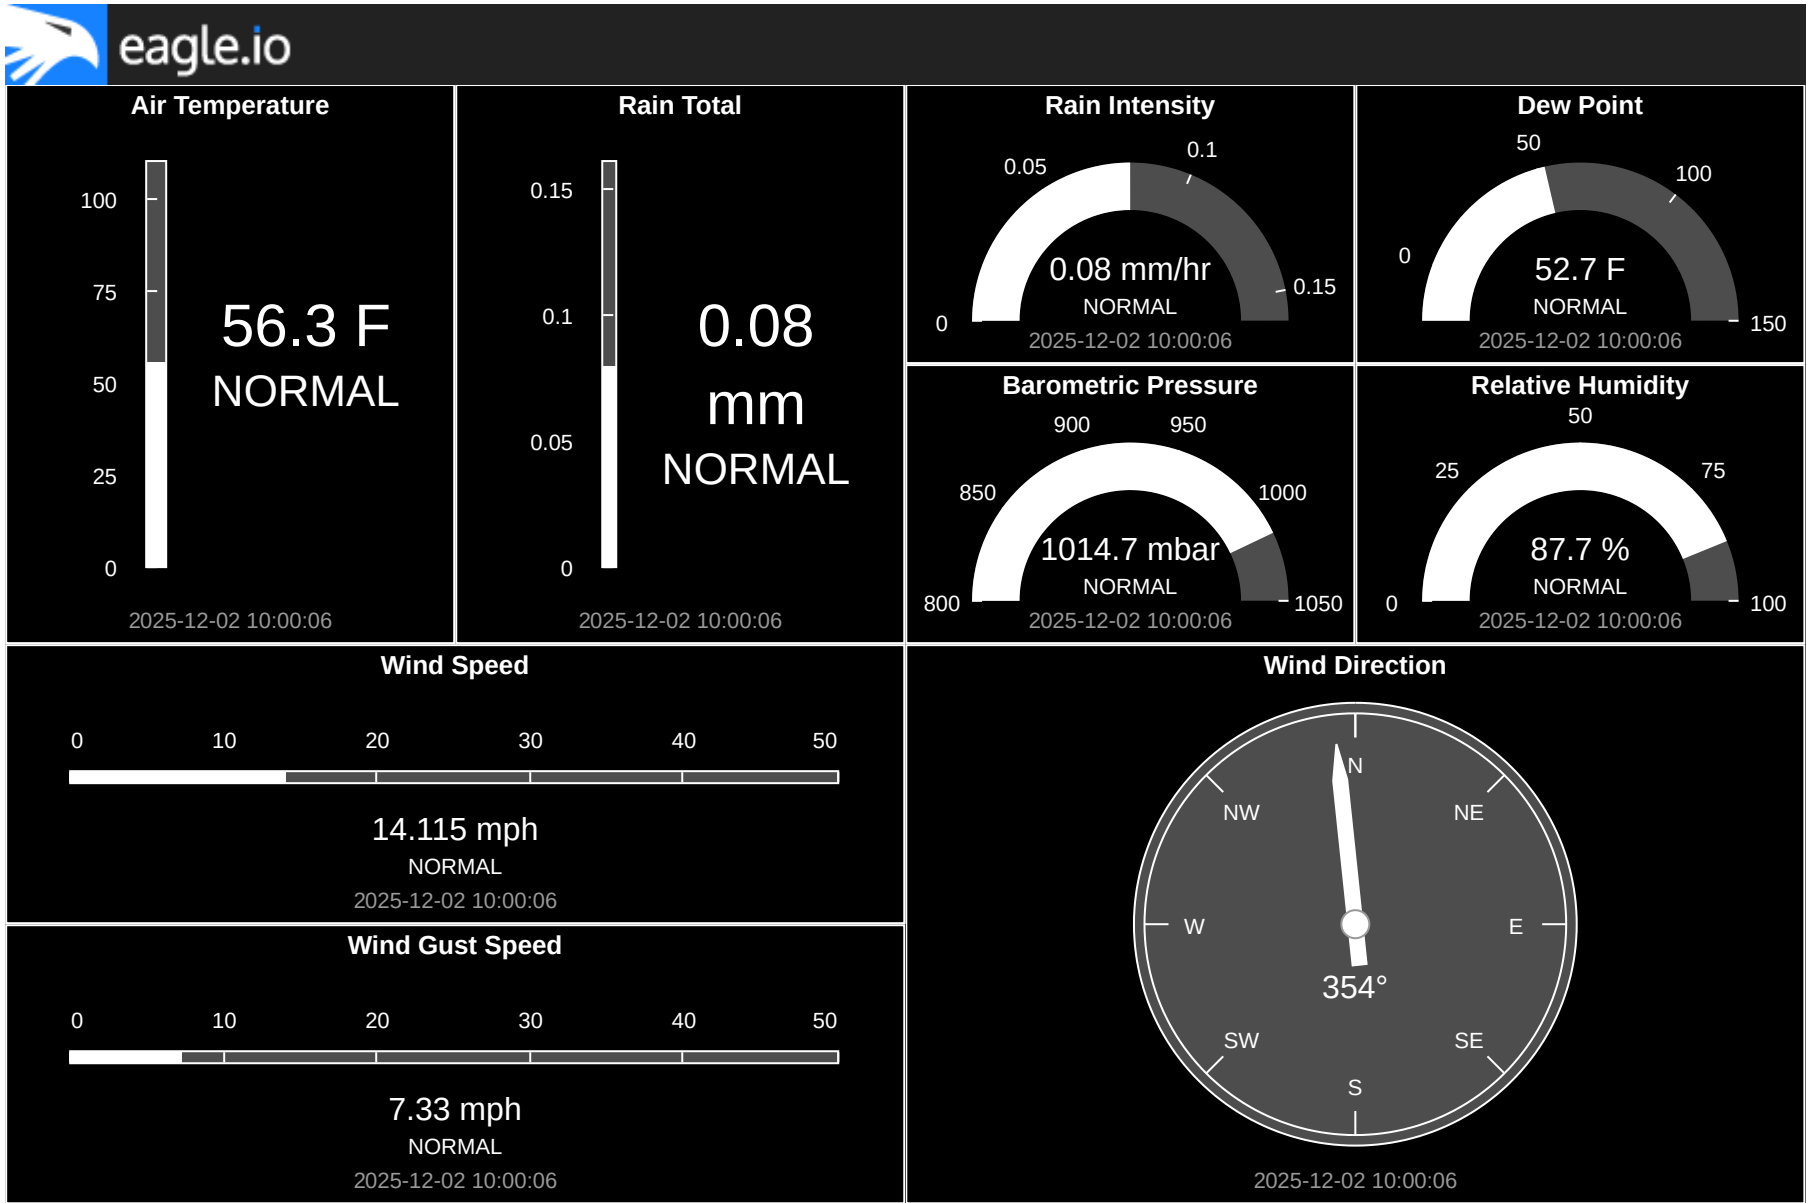 eagle.io
Air Temperature
100
75
50
25
0
56.3 F
NORMAL
2025-12-02 10:00:06
Rain Total
0.15
0.1
0.05
0
0.08
mm
NORMAL
2025-12-02 10:00:06
Rain Intensity
0
0.05
0.1
0.15
0.08 mm/hr
NORMAL
2025-12-02 10:00:06
Dew Point
0
50
100
150
52.7 F
NORMAL
2025-12-02 10:00:06
Barometric Pressure
800
850
900
950
1000
1050
1014.7 mbar
NORMAL
2025-12-02 10:00:06
Relative Humidity
0
25
50
75
100
87.7 %
NORMAL
2025-12-02 10:00:06
Wind Speed
0 10 20 30 40 50
14.115 mph
NORMAL
2025-12-02 10:00:06
Wind Gust Speed
0 10 20 30 40 50
7.33 mph
NORMAL
2025-12-02 10:00:06
Wind Direction
N
NW NE
W E
354°
SW SE
S
2025-12-02 10:00:06